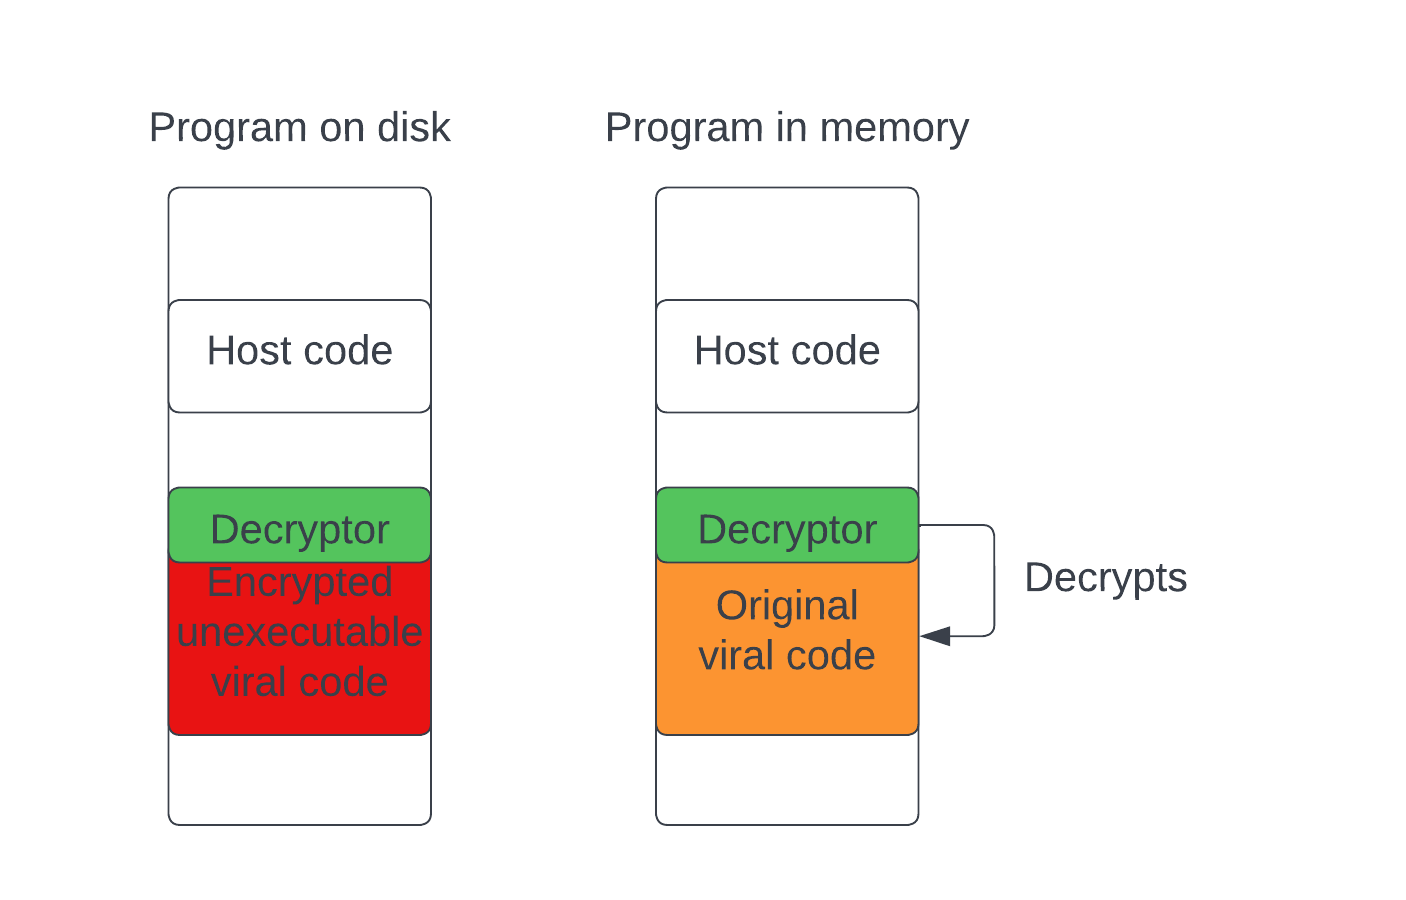 Program on disk
Program in memory
Host code
Host code
Decryptor
Decryptor
Encrypted
unexecutable
viral code
Original
viral code
Decrypts